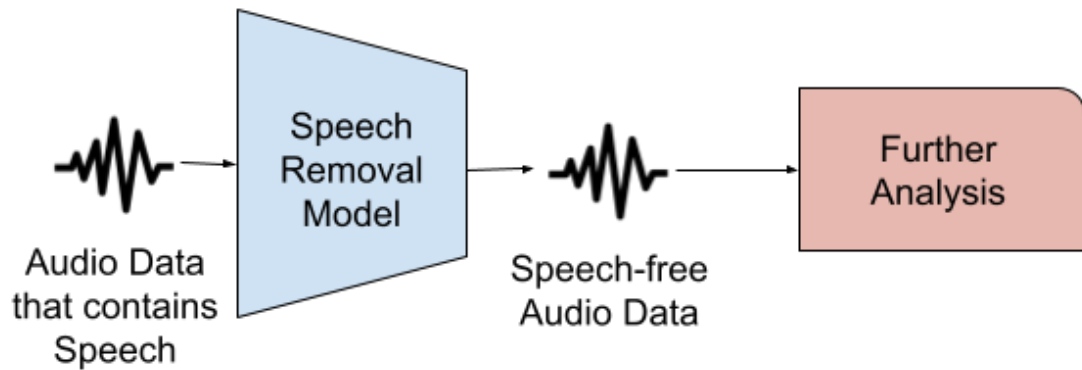 Audio Data
that contains
Speech
Speech
Removal
Model
Speech-free
Audio Data
Further
Analysis